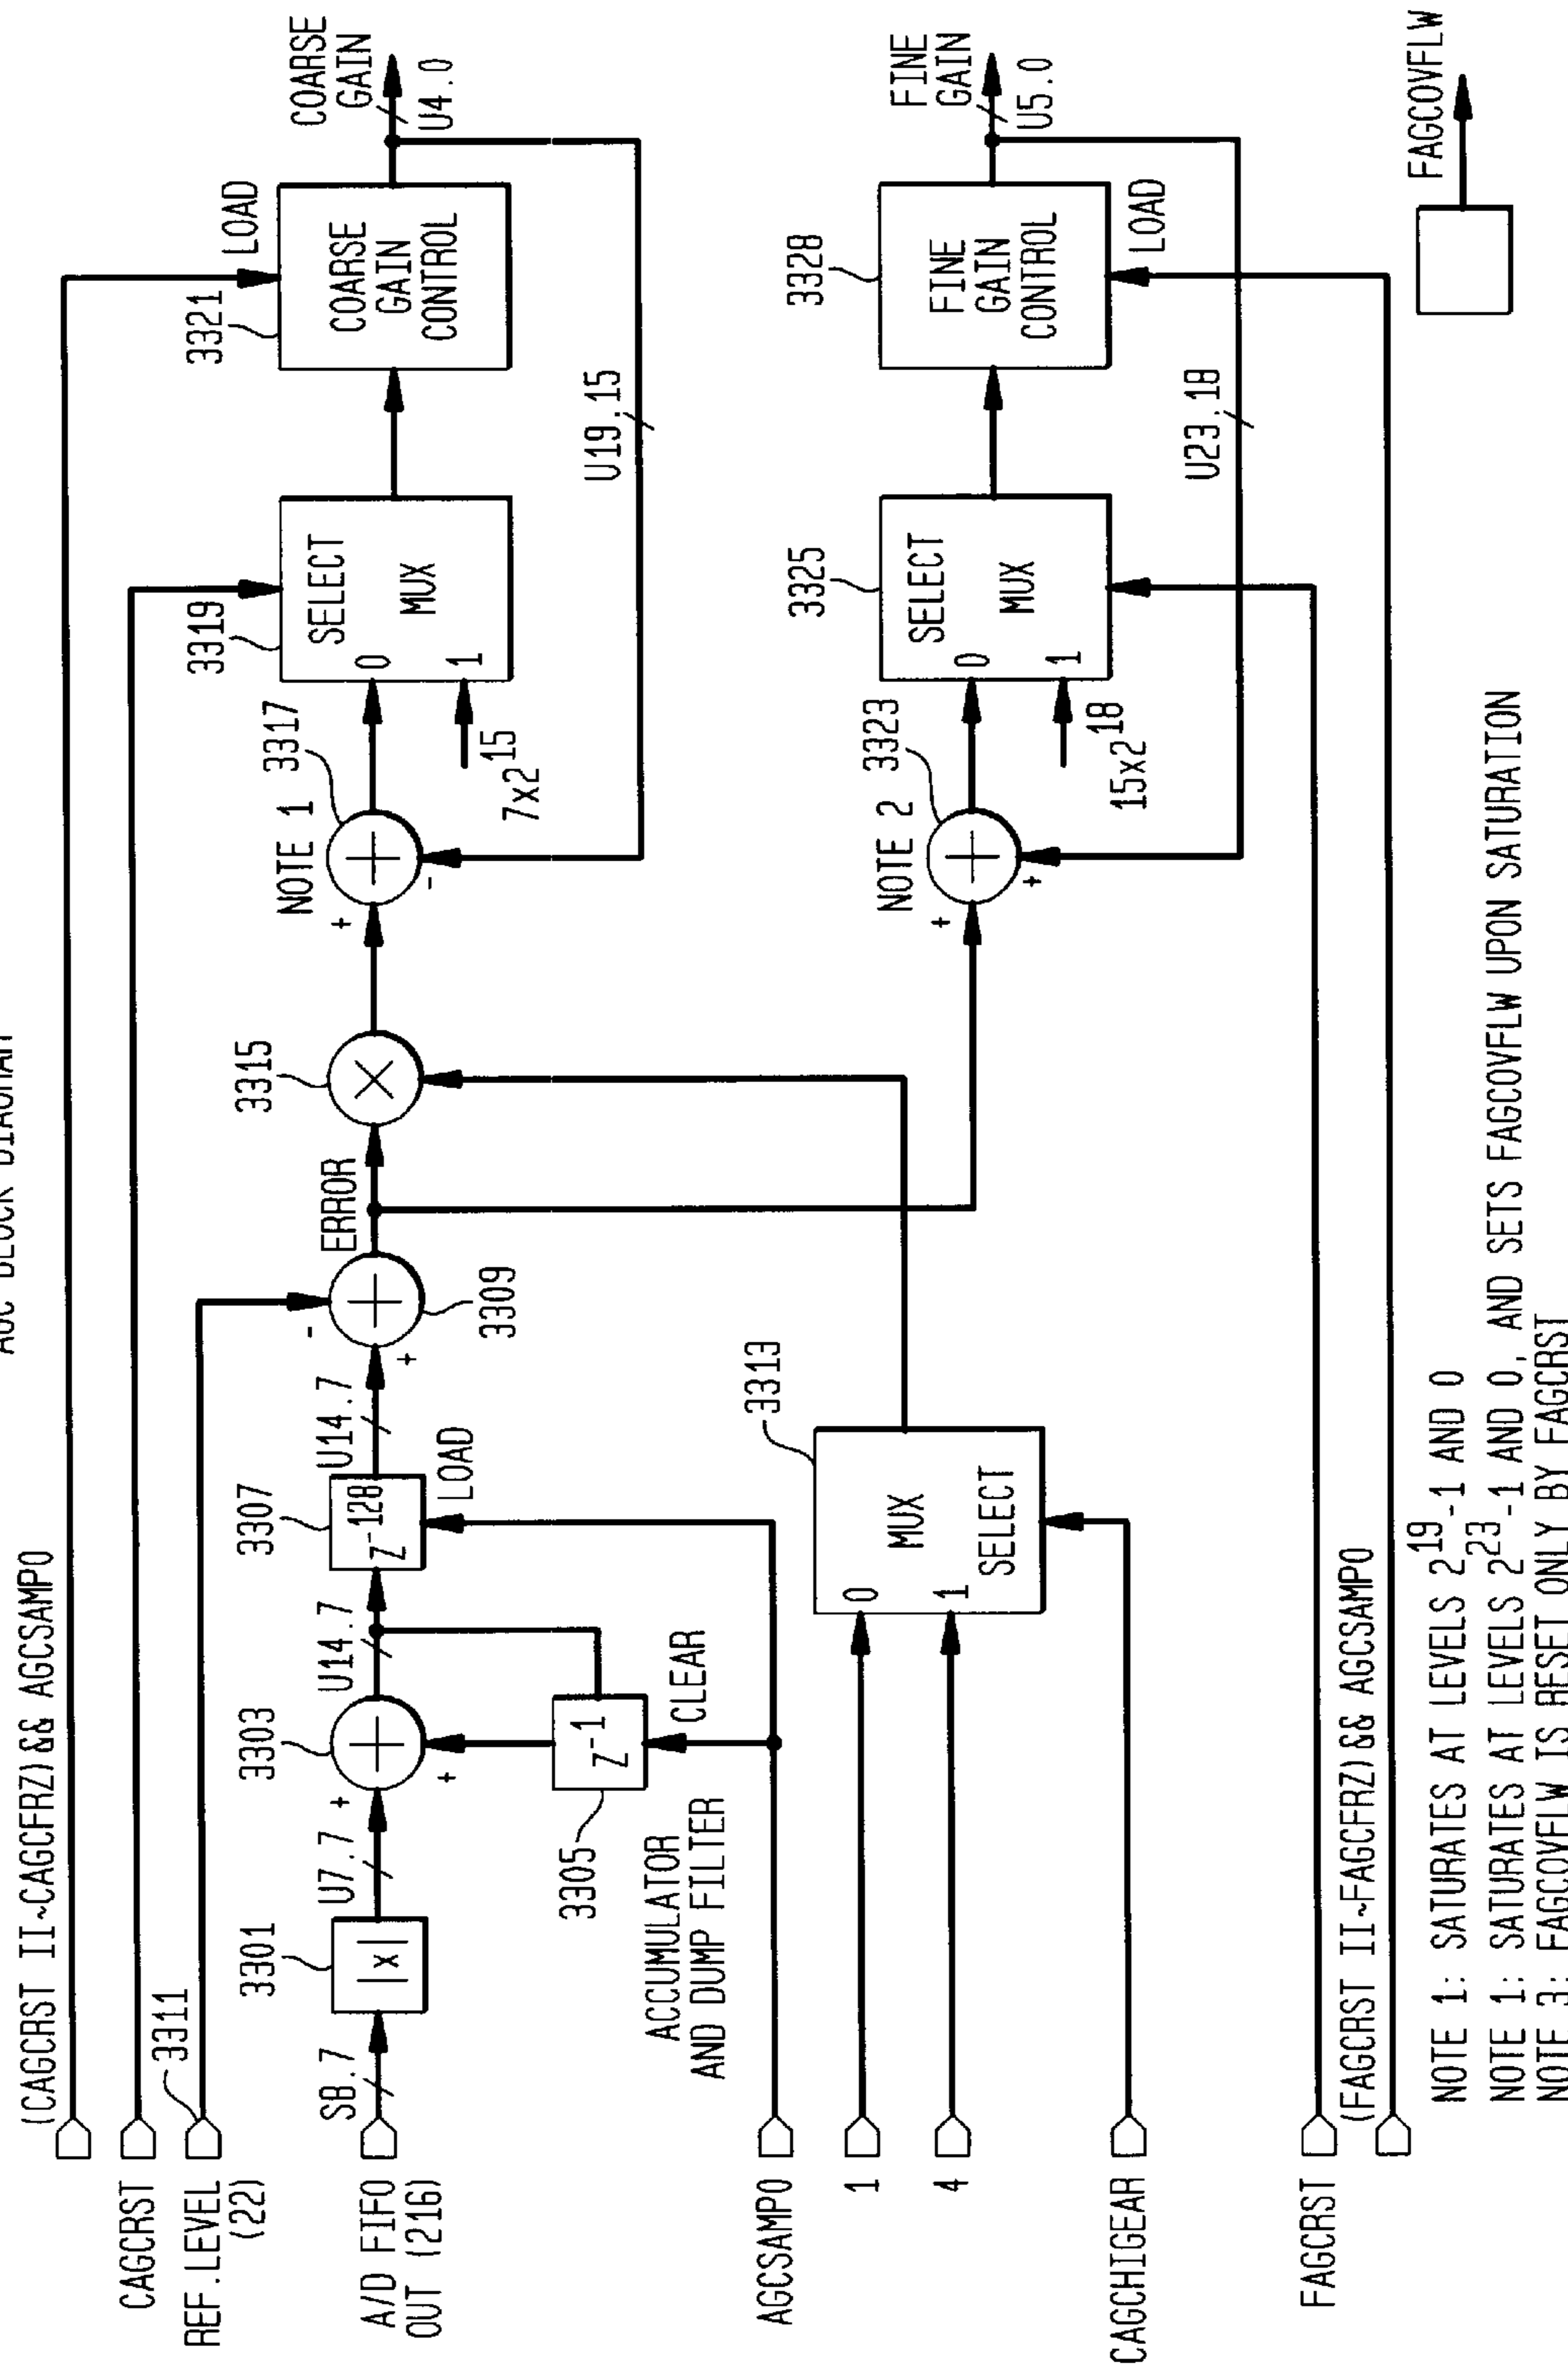 AGC BLOCK DIAGRAM
(CAGCRST II~CAGCFRZ)&& AGCSAMPO
CAGCRST
3311
REF.LEVEL
(22)
A/D FIFO
OUT (216)
S8.7
3301
|x|
U7.7
3303
+
+
U14.7
3305
z-1
CLEAR
ACCUMULATOR
AND DUMP FILTER
3307
z-128
LOAD
U14.7
-
+
3309
ERROR
3315
×
NOTE 1
3317
+
-
7x2^15
3319
SELECT
0
1
MUX
3321
LOAD
COARSE
GAIN
CONTROL
COARSE
GAIN
U4.0
U19.15
AGCSAMPO
1
4
CAGCHIGEAR
3313
0
1
MUX
SELECT
NOTE 2
3323
+
+
15x2^18
3325
SELECT
0
1
MUX
3328
FINE
GAIN
CONTROL
LOAD
FINE
GAIN
U5.0
U23.18
FAGCRST
(FAGCRST II~FAGCFRZ)&& AGCSAMPO
FAGCOVFLW
NOTE 1: SATURATES AT LEVELS 2^19-1 AND 0
NOTE 1: SATURATES AT LEVELS 2^23-1 AND 0, AND SETS FAGCOVFLW UPON SATURATION
NOTE 3: FAGCOVFLW IS RESET ONLY BY FAGCRST